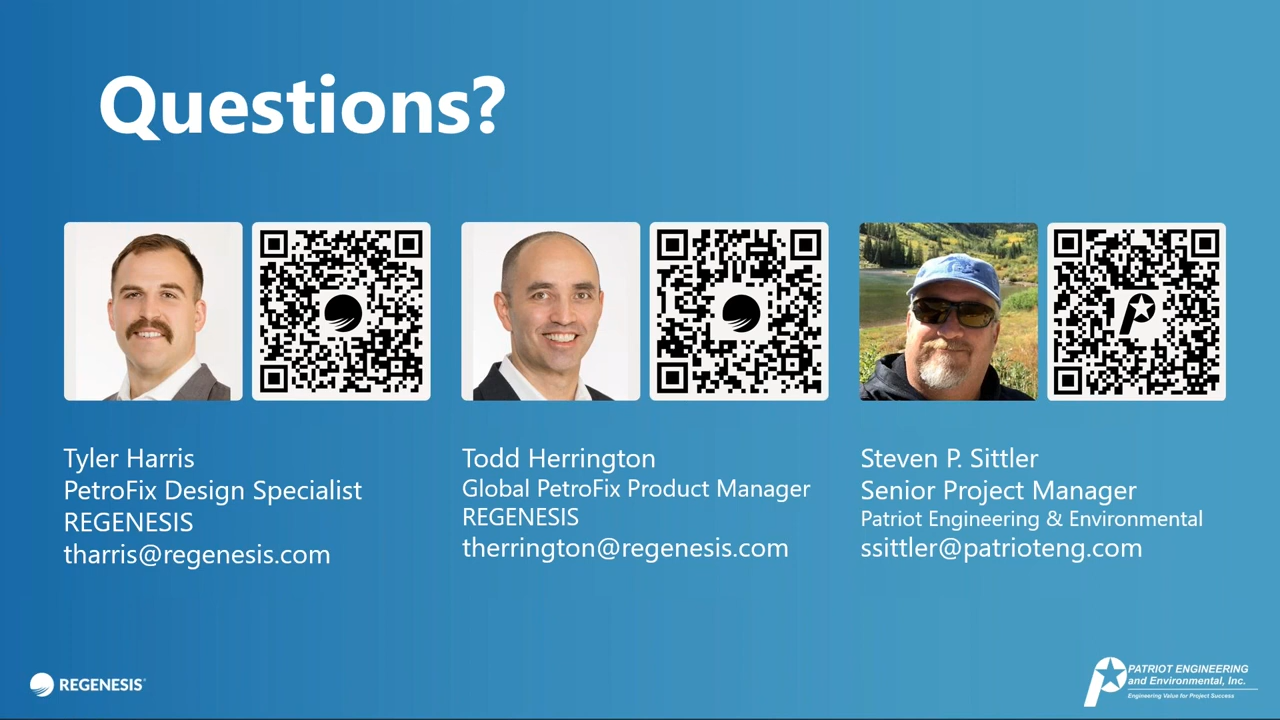 Questions?
Tyler Harris
PetroFix Design Specialist
REGENESIS
tharris@regenesis.com
Todd Herrington
Global PetroFix Product Manager
REGENESIS
therrington@regenesis.com
Steven P. Sittler
Senior Project Manager
Patriot Engineering & Environmental
ssittler@patrioteng.com
REGENESIS
PATRIOT ENGINEERING
and Environmental, Inc.
Engineering Value for Project Success